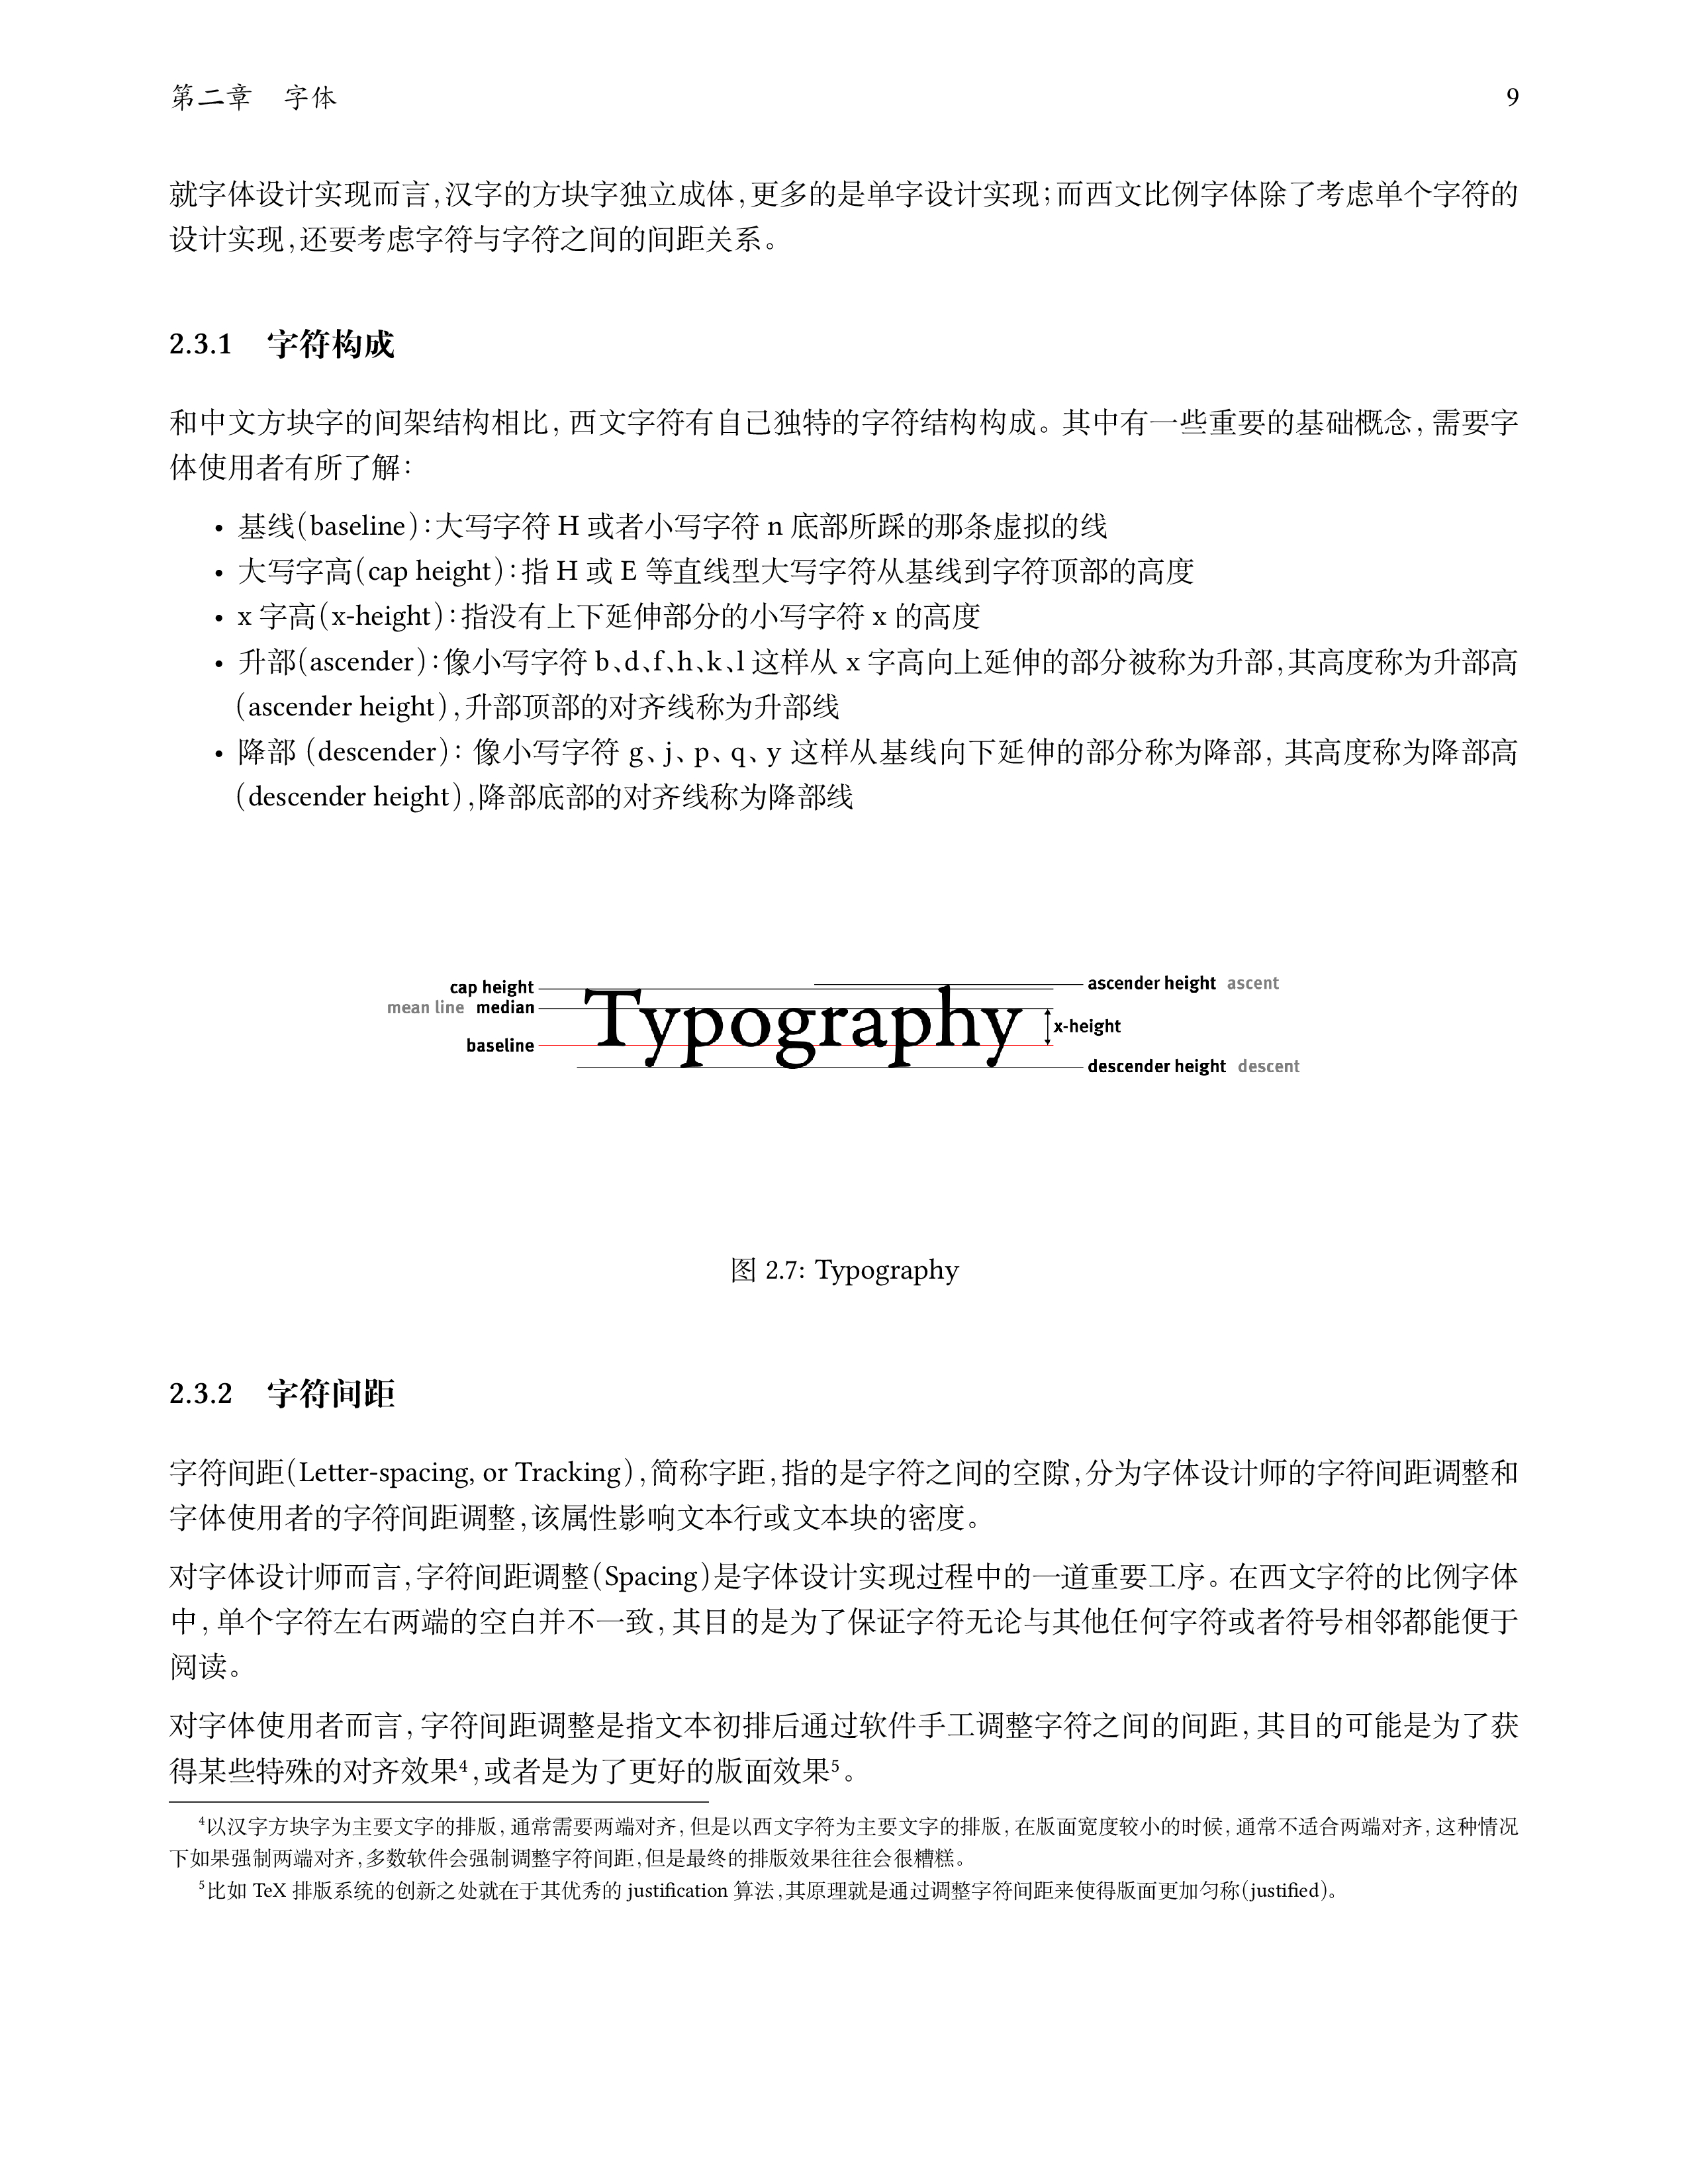 第二章　字体　9
就字体设计实现而言，汉字的方块字独立成体，更多的是单字设计实现；而西文比例字体除了考虑单个字符的
设计实现，还要考虑字符与字符之间的间距关系。
2.3.1　字符构成
和中文方块字的间架结构相比，西文字符有自己独特的字符结构构成。其中有一些重要的基础概念，需要字
体使用者有所了解：
• 基线（baseline）：大写字符 H 或者小写字符 n 底部所踩的那条虚拟的线
• 大写字高（cap height）：指 H 或 E 等直线型大写字符从基线到字符顶部的高度
• x 字高（x-height）：指没有上下延伸部分的小写字符 x 的高度
• 升部（ascender）：像小写字符 b、d、f、h、k、l 这样从 x 字高向上延伸的部分被称为升部，其高度称为升部高
（ascender height），升部顶部的对齐线称为升部线
• 降部（descender）：像小写字符 g、j、p、q、y 这样从基线向下延伸的部分称为降部，其高度称为降部高
（descender height），降部底部的对齐线称为降部线
cap height
mean line median
baseline
Typography
ascender height ascent
x-height
descender height descent
图 2.7: Typography
2.3.2　字符间距
字符间距（Letter-spacing, or Tracking），简称字距，指的是字符之间的空隙，分为字体设计师的字符间距调整和
字体使用者的字符间距调整，该属性影响文本行或文本块的密度。
对字体设计师而言，字符间距调整（Spacing）是字体设计实现过程中的一道重要工序。在西文字符的比例字体
中，单个字符左右两端的空白并不一致，其目的是为了保证字符无论与其他任何字符或者符号相邻都能便于
阅读。
对字体使用者而言，字符间距调整是指文本初排后通过软件手工调整字符之间的间距，其目的可能是为了获
得某些特殊的对齐效果⁴，或者是为了更好的版面效果⁵。
⁴以汉字方块字为主要文字的排版，通常需要两端对齐，但是以西文字符为主要文字的排版，在版面宽度较小的时候，通常不适合两端对齐，这种情况
下如果强制两端对齐，多数软件会强制调整字符间距，但是最终的排版效果往往会很糟糕。
⁵比如 TeX 排版系统的创新之处就在于其优秀的 justification 算法，其原理就是通过调整字符间距来使得版面更加匀称（justified）。